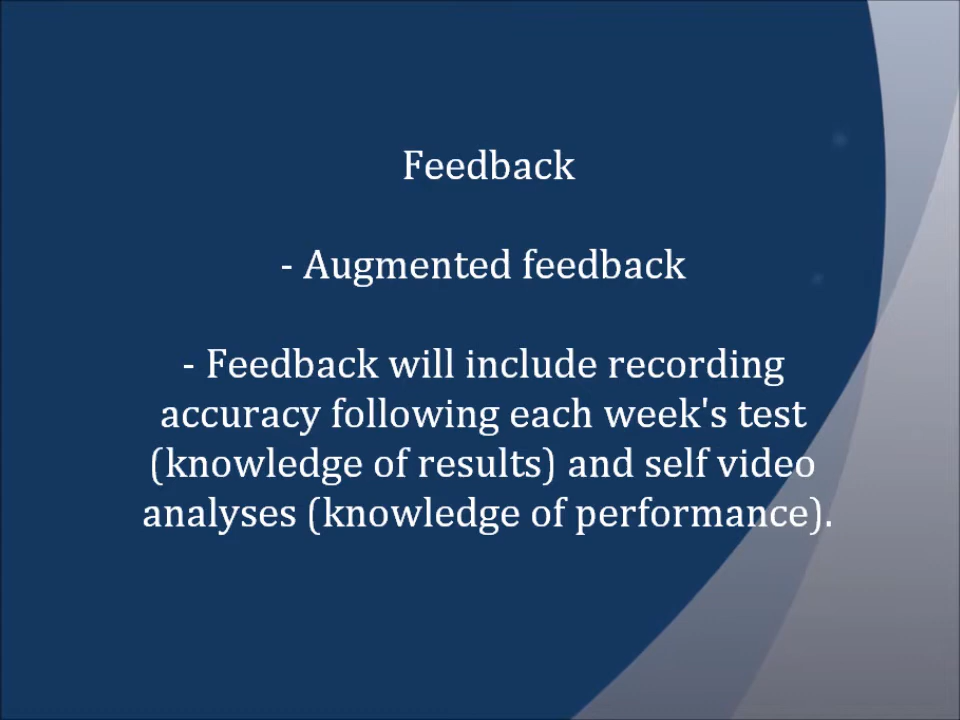 Feedback
- Augmented feedback
- Feedback will include recording
accuracy following each week's test
(knowledge of results) and self video
analyses (knowledge of performance).